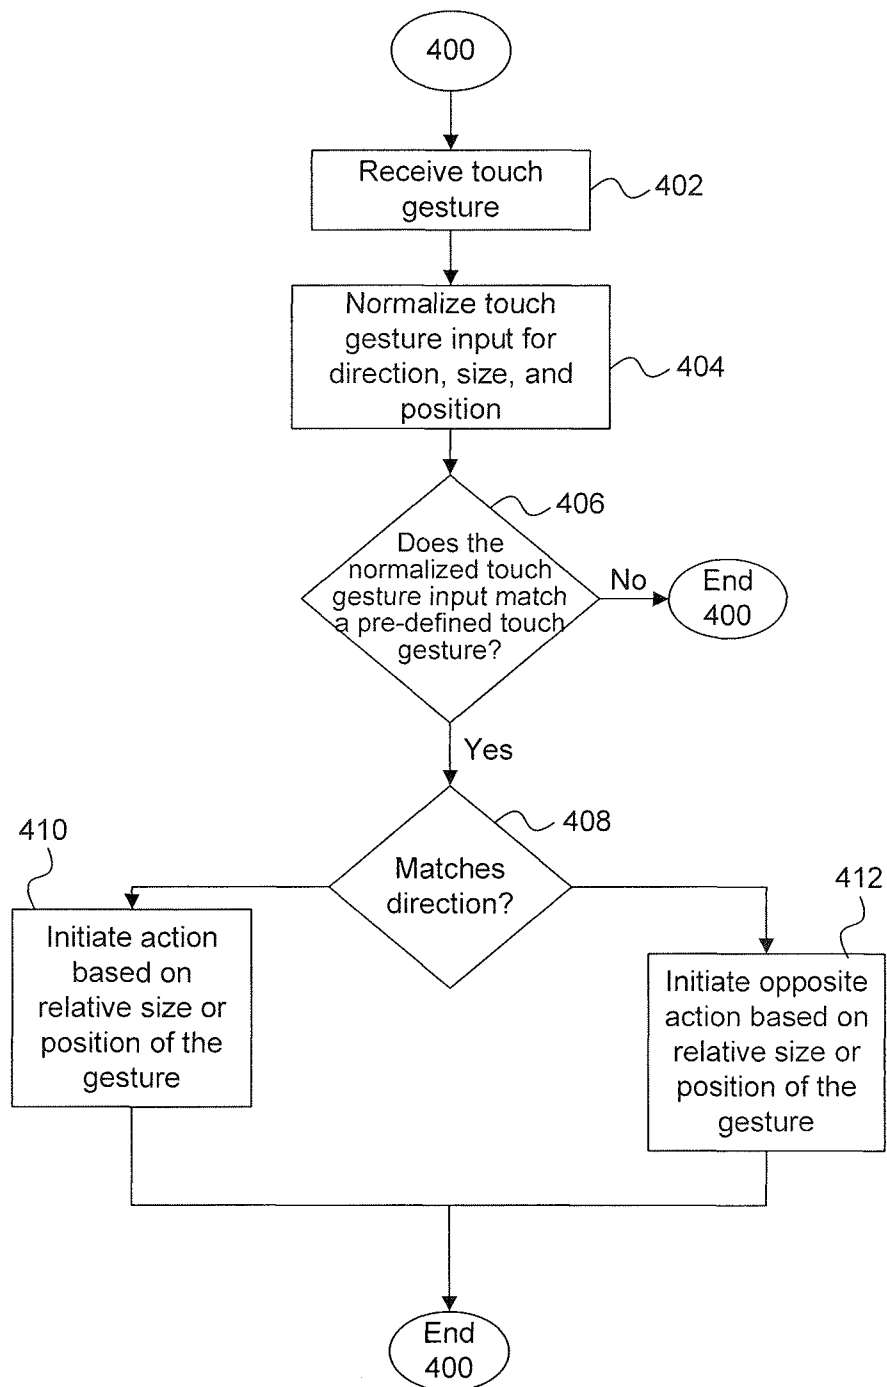 400
Receive touch
gesture
402
Normalize touch
gesture input for
direction, size, and
position
404
406
Does the
normalized touch
gesture input match
a pre-defined touch
gesture?
No
End
400
Yes
408
Matches
direction?
410
Initiate action
based on
relative size or
position of the
gesture
412
Initiate opposite
action based on
relative size or
position of the
gesture
End
400